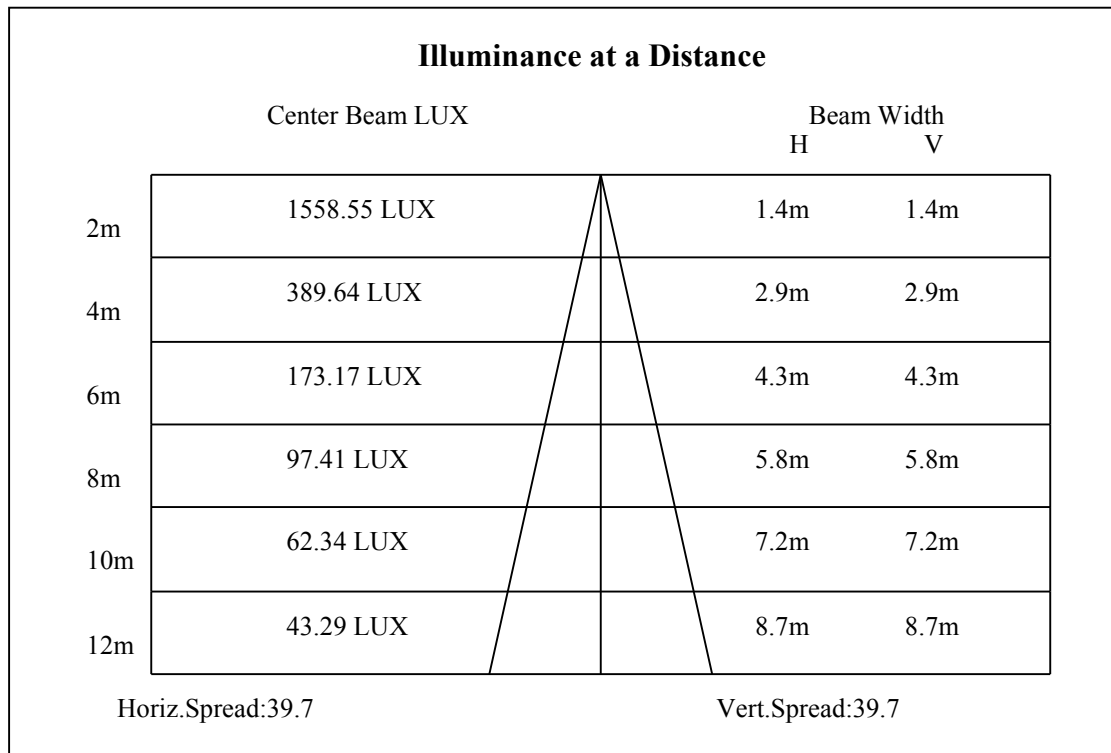 Illuminance at a Distance
Center Beam LUX Beam Width
H V
2m 1558.55 LUX 1.4m 1.4m
4m 389.64 LUX 2.9m 2.9m
6m 173.17 LUX 4.3m 4.3m
8m 97.41 LUX 5.8m 5.8m
10m 62.34 LUX 7.2m 7.2m
12m 43.29 LUX 8.7m 8.7m
Horiz.Spread:39.7 Vert.Spread:39.7